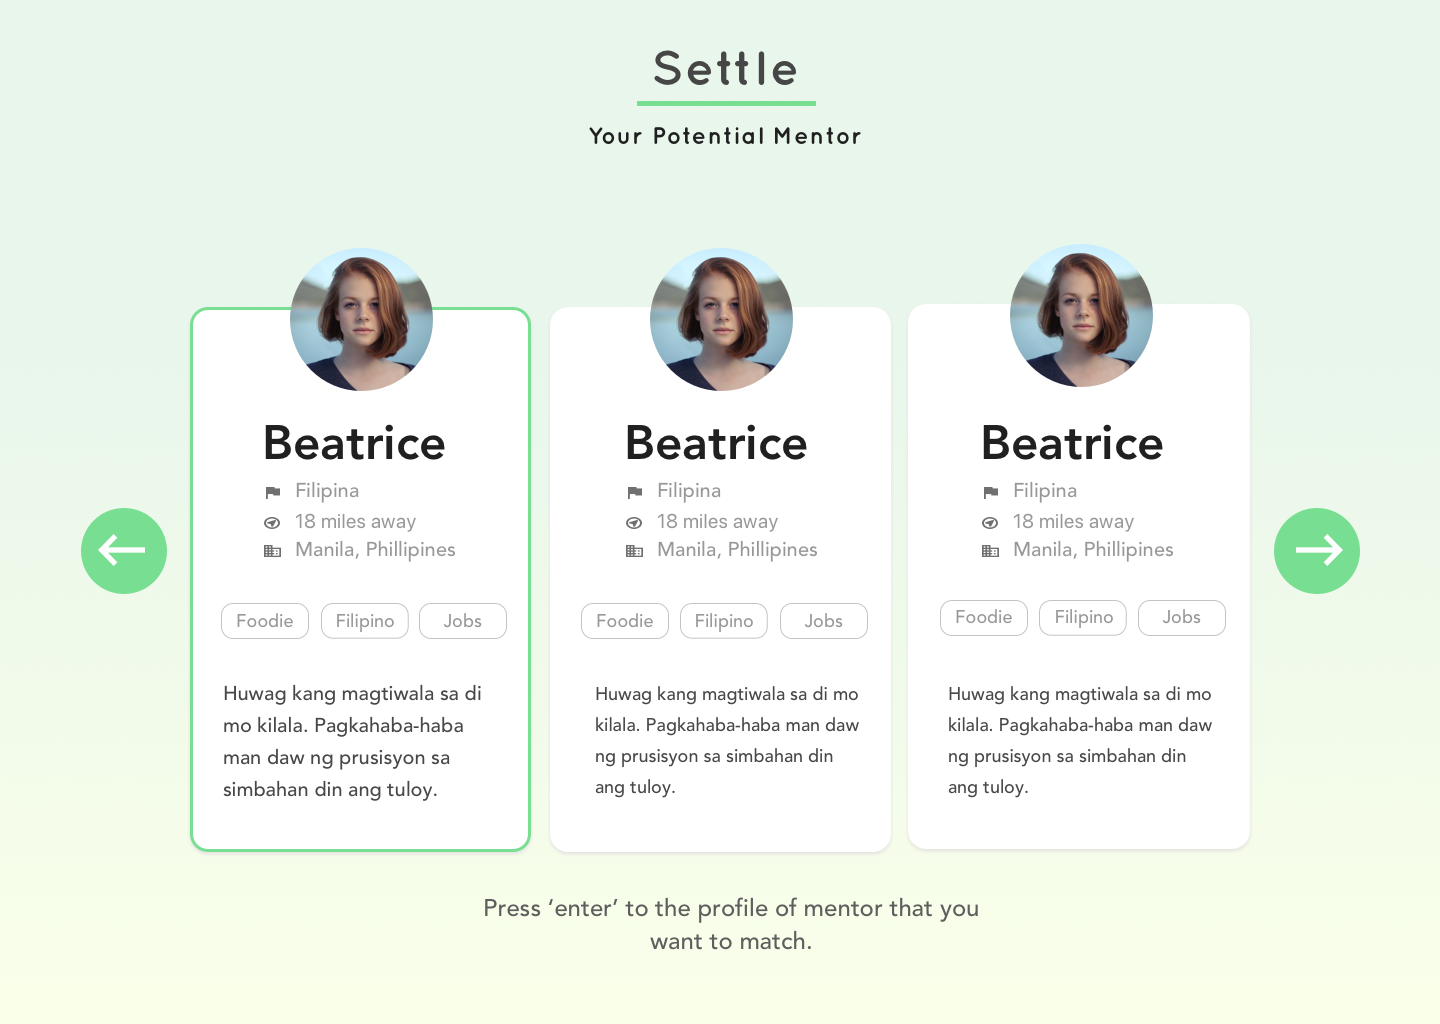 Settle
Your Potential Mentor
Beatrice
Filipina
18 miles away
Manila, Phillipines
Foodie
Filipino
Jobs
Huwag kang magtiwala sa di
mo kilala. Pagkahaba-haba
man daw ng prusisyon sa
simbahan din ang tuloy.
Beatrice
Filipina
18 miles away
Manila, Phillipines
Foodie
Filipino
Jobs
Huwag kang magtiwala sa di mo
kilala. Pagkahaba-haba man daw
ng prusisyon sa simbahan din
ang tuloy.
Beatrice
Filipina
18 miles away
Manila, Phillipines
Foodie
Filipino
Jobs
Huwag kang magtiwala sa di mo
kilala. Pagkahaba-haba man daw
ng prusisyon sa simbahan din
ang tuloy.
Press ‘enter’ to the profile of mentor that you
want to match.